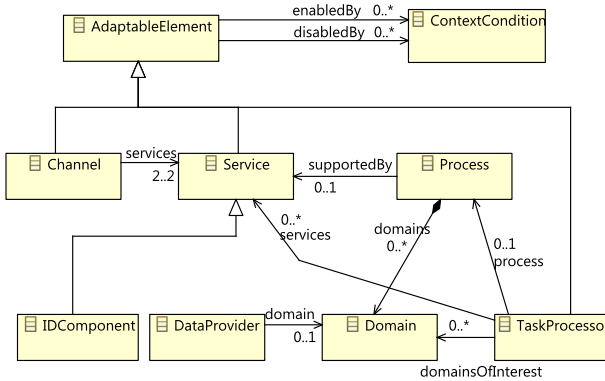 enabledBy 0..*
AdaptableElement
ContextCondition
disabledBy 0..*
Channel
services
2..2
Service
supportedBy
0..1
Process
0..*
services
domains
0..*
0..1
process
IDComponent
DataProvider
domain
0..1
Domain
0..*
TaskProcesso
domainsOfInterest